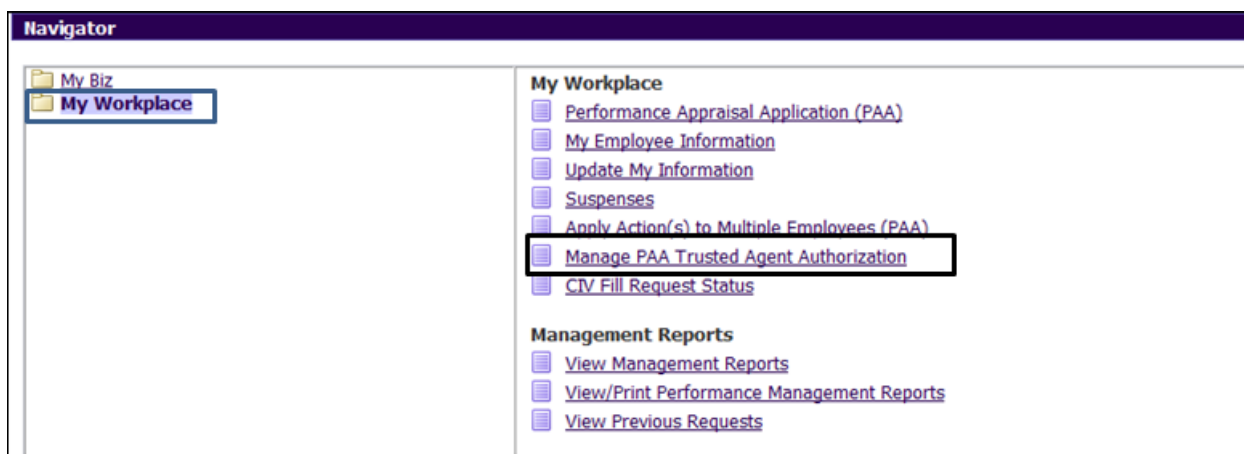 Navigator
My Biz
My Workplace
My Workplace
Performance Appraisal Application (PAA)
My Employee Information
Update My Information
Suspenses
Apply Action(s) to Multiple Employees (PAA)
Manage PAA Trusted Agent Authorization
CIV Fill Request Status
Management Reports
View Management Reports
View/Print Performance Management Reports
View Previous Requests